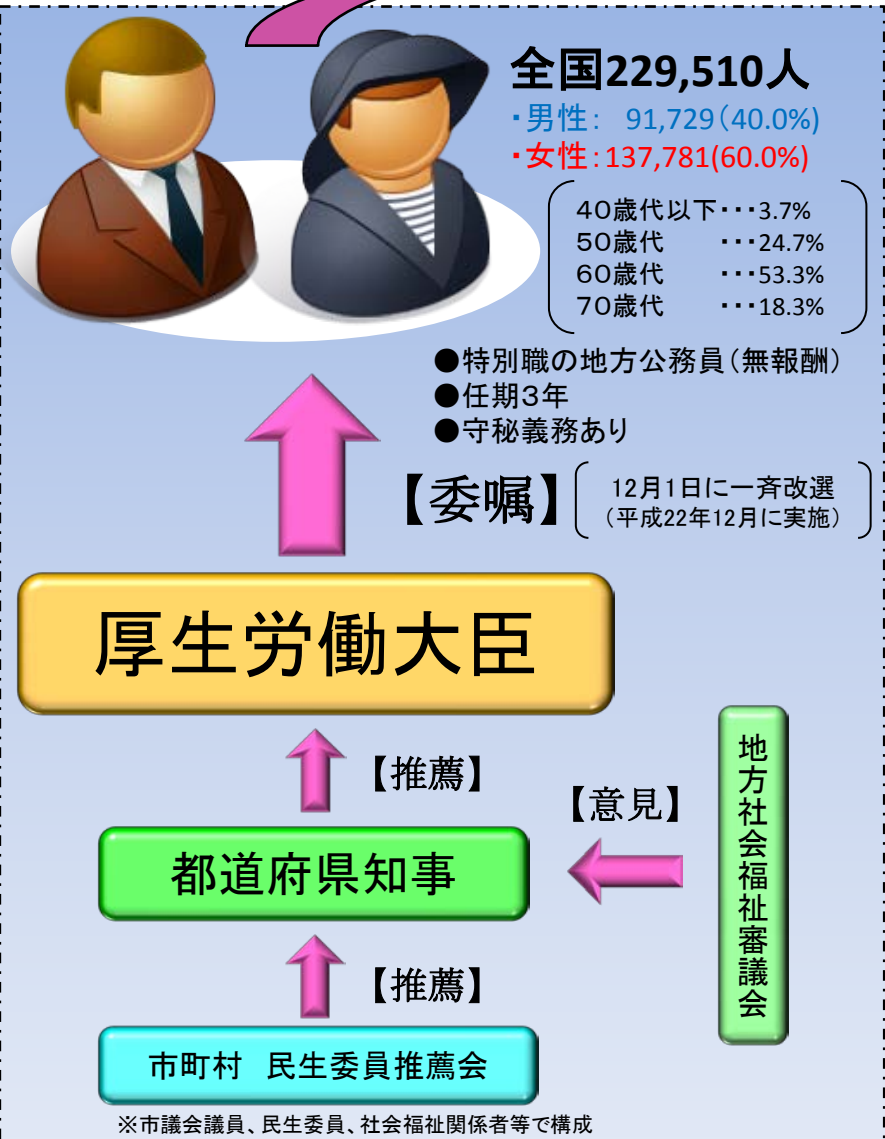 全国229,510人
・男性： 91,729（40.0%)
・女性：137,781(60.0%)
４０歳代以下・・・3.7%
５０歳代 ・・・24.7%
６０歳代 ・・・53.3%
７０歳代 ・・・18.3%
●特別職の地方公務員（無報酬）
●任期３年
●守秘義務あり
【委嘱】
12月1日に一斉改選
（平成22年12月に実施）
厚生労働大臣
【推薦】
【意見】
地方社会福祉審議会
都道府県知事
【推薦】
市町村 民生委員推薦会
※市議会議員、民生委員、社会福祉関係者等で構成